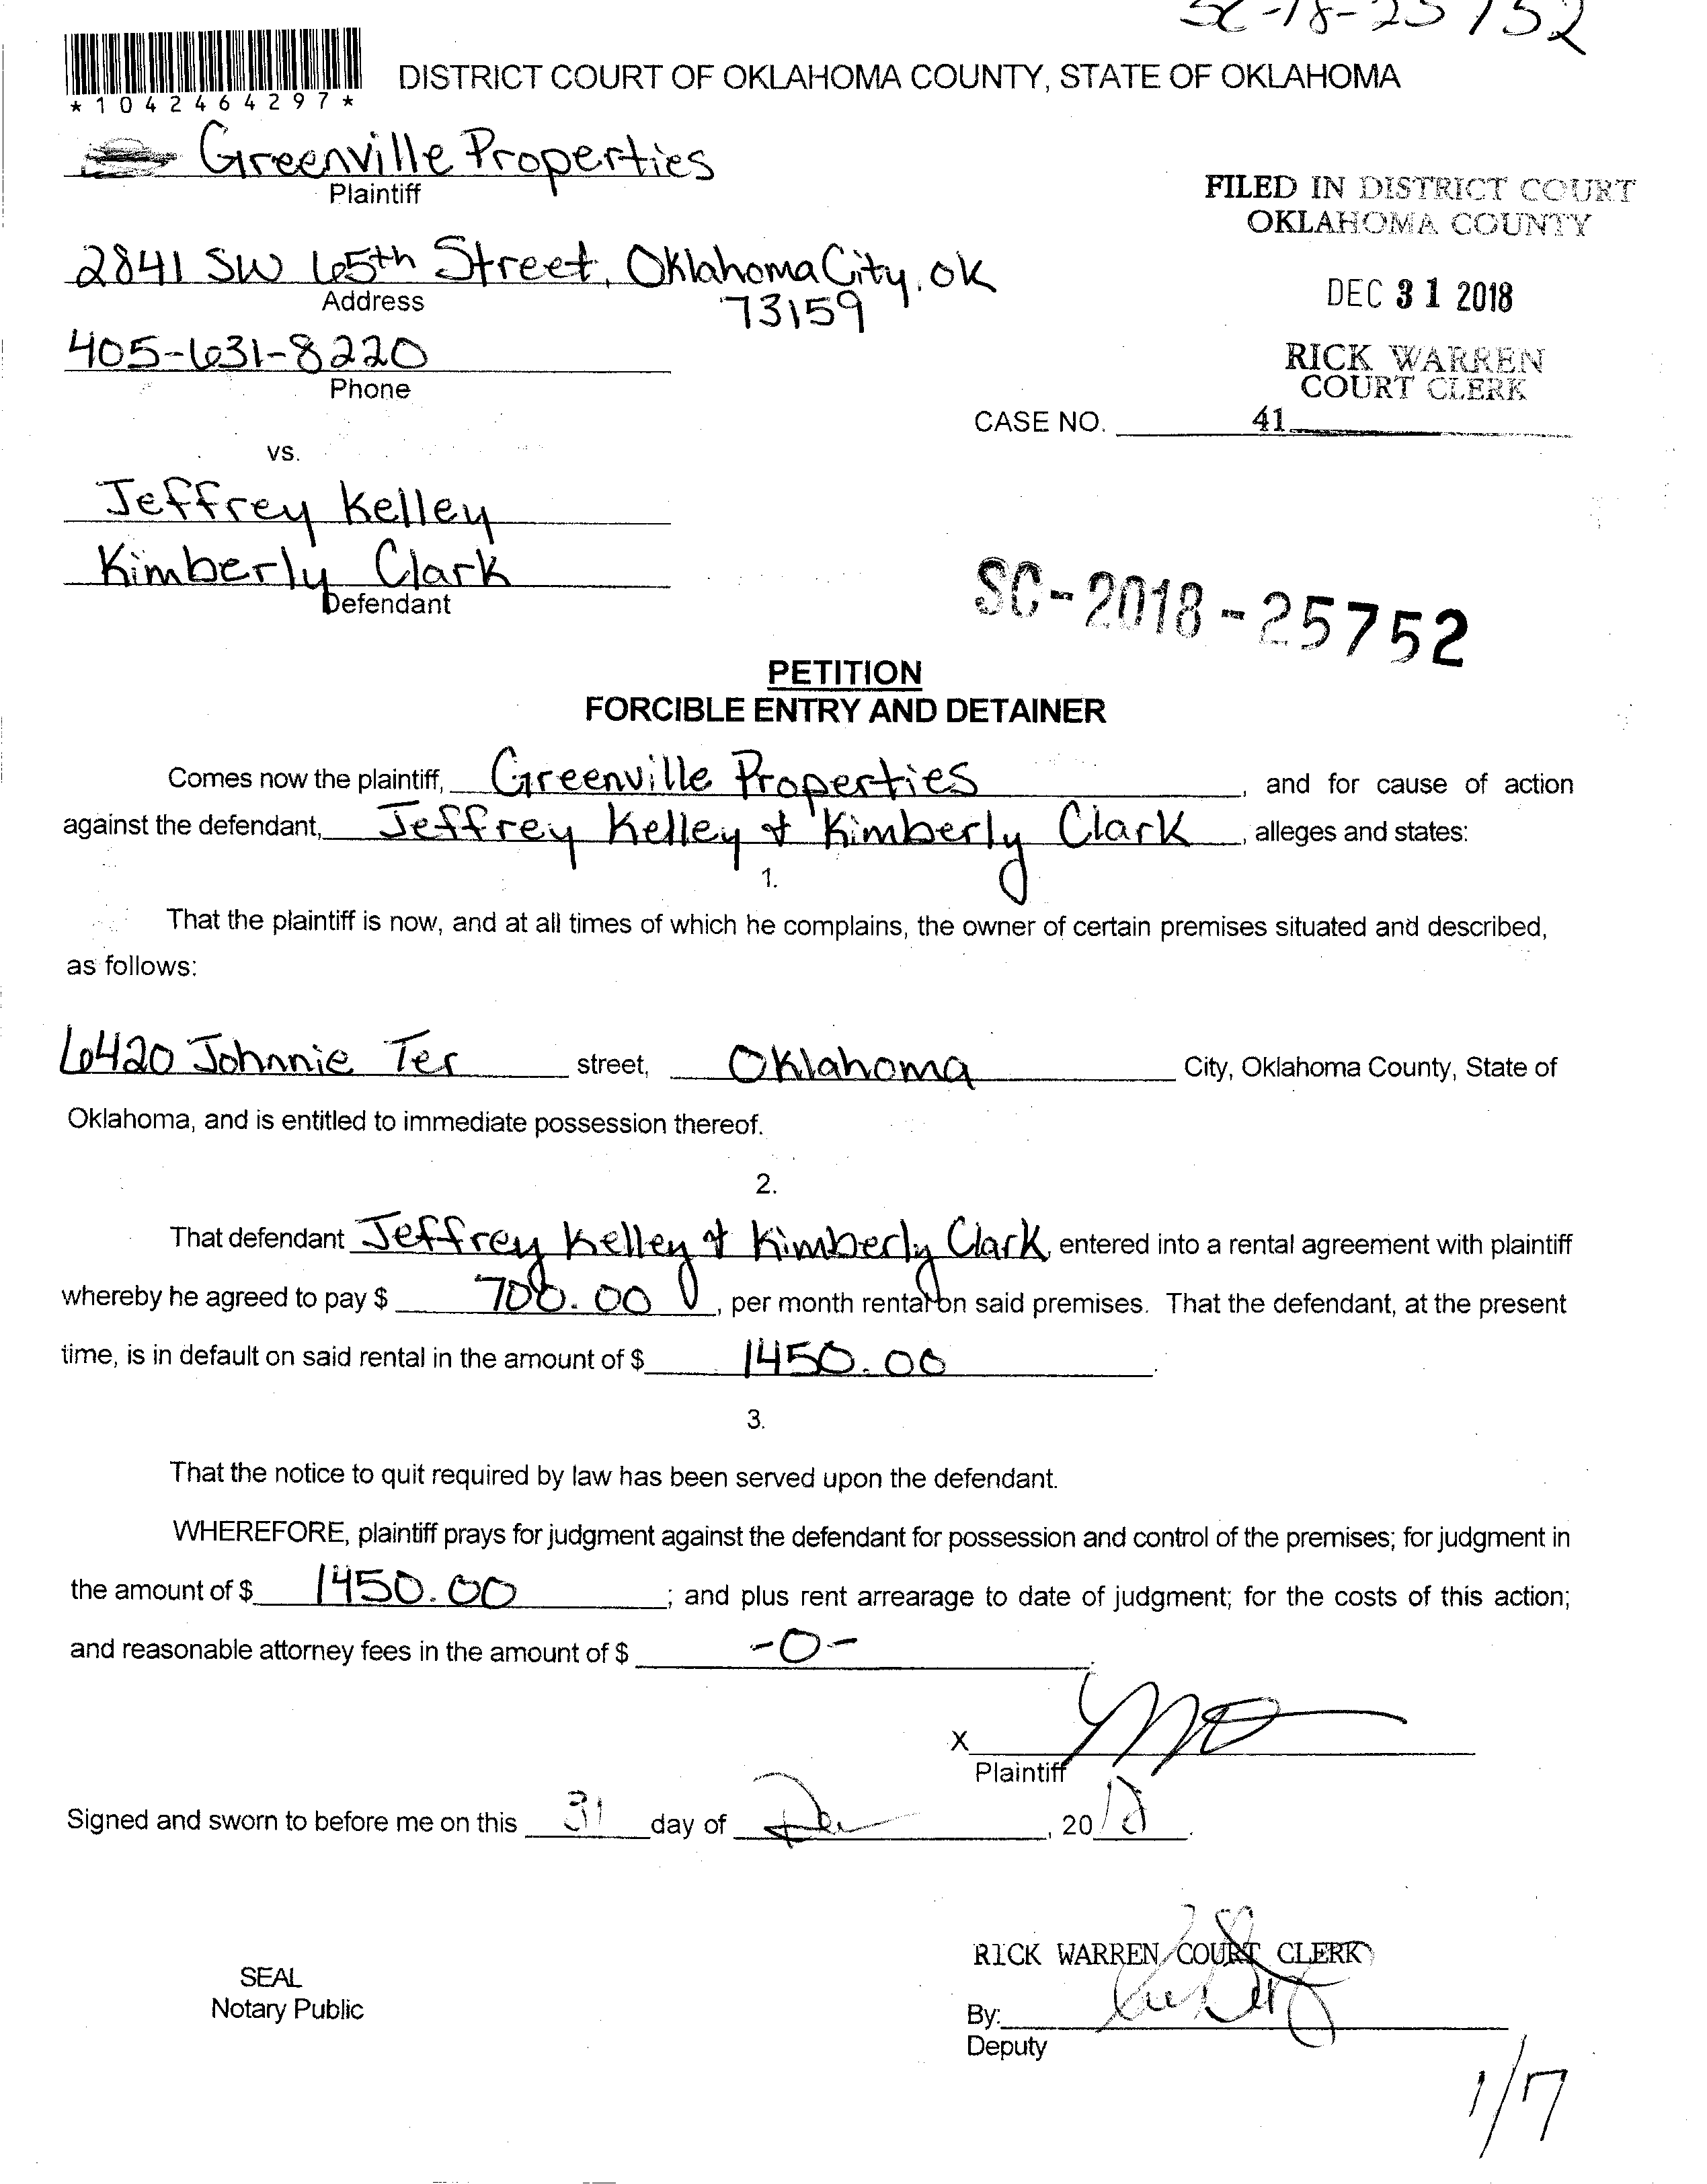 SC-18-25752
*1042464297*
DISTRICT COURT OF OKLAHOMA COUNTY, STATE OF OKLAHOMA
Greenville Properties
Plaintiff
FILED IN DISTRICT COURT
OKLAHOMA COUNTY
2841 SW 65th Street, Oklahoma City, OK
73159
Address
DEC 31 2018
405-631-8220
Phone
RICK WARREN
COURT CLERK
CASE NO. 41
vs.
Jeffrey Kelley
Kimberly Clark
Defendant
SC-2018-25752
PETITION
FORCIBLE ENTRY AND DETAINER
Comes now the plaintiff, Greenville Properties, and for cause of action
against the defendant, Jeffrey Kelley & Kimberly Clark, alleges and states:
1.
That the plaintiff is now, and at all times of which he complains, the owner of certain premises situated and described,
as follows:
6420 Johnnie Ter street, Oklahoma City, Oklahoma County, State of
Oklahoma, and is entitled to immediate possession thereof.
2.
That defendant Jeffrey Kelley & Kimberly Clark entered into a rental agreement with plaintiff
whereby he agreed to pay $ 700.00, per month rental on said premises. That the defendant, at the present
time, is in default on said rental in the amount of $ 1450.00.
3.
That the notice to quit required by law has been served upon the defendant.
WHEREFORE, plaintiff prays for judgment against the defendant for possession and control of the premises; for judgment in
the amount of $ 1450.00; and plus rent arrearage to date of judgment; for the costs of this action;
and reasonable attorney fees in the amount of $ -0-.
X
Plaintiff
Signed and sworn to before me on this 31 day of Dec, 2018.
RICK WARREN COURT CLERK
SEAL
Notary Public
By:
Deputy
1/7